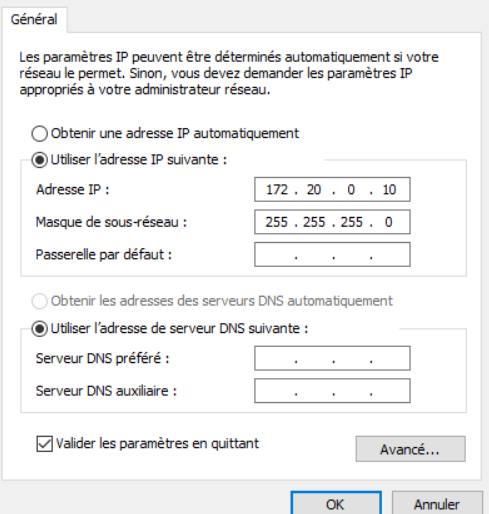 Général
Les paramètres IP peuvent être déterminés automatiquement si votre
réseau le permet. Sinon, vous devez demander les paramètres IP
appropriés à votre administrateur réseau.
Obtenir une adresse IP automatiquement
Utiliser l'adresse IP suivante :
Adresse IP : 172 . 20 . 0 . 10
Masque de sous-réseau : 255 . 255 . 255 . 0
Passerelle par défaut : . . .
Obtenir les adresses des serveurs DNS automatiquement
Utiliser l'adresse de serveur DNS suivante :
Serveur DNS préféré : . . .
Serveur DNS auxiliaire : . . .
Valider les paramètres en quittant
Avancé...
OK Annuler